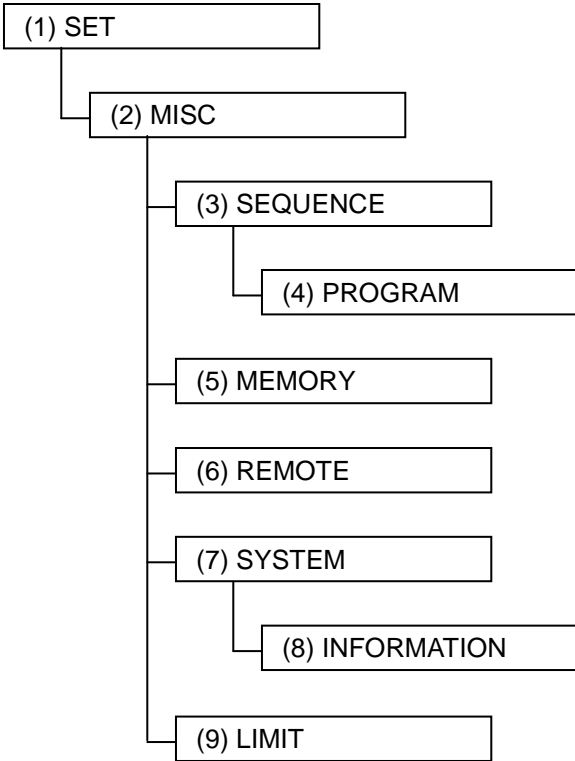 (1) SET
(2) MISC
(3) SEQUENCE
(4) PROGRAM
(5) MEMORY
(6) REMOTE
(7) SYSTEM
(8) INFORMATION
(9) LIMIT